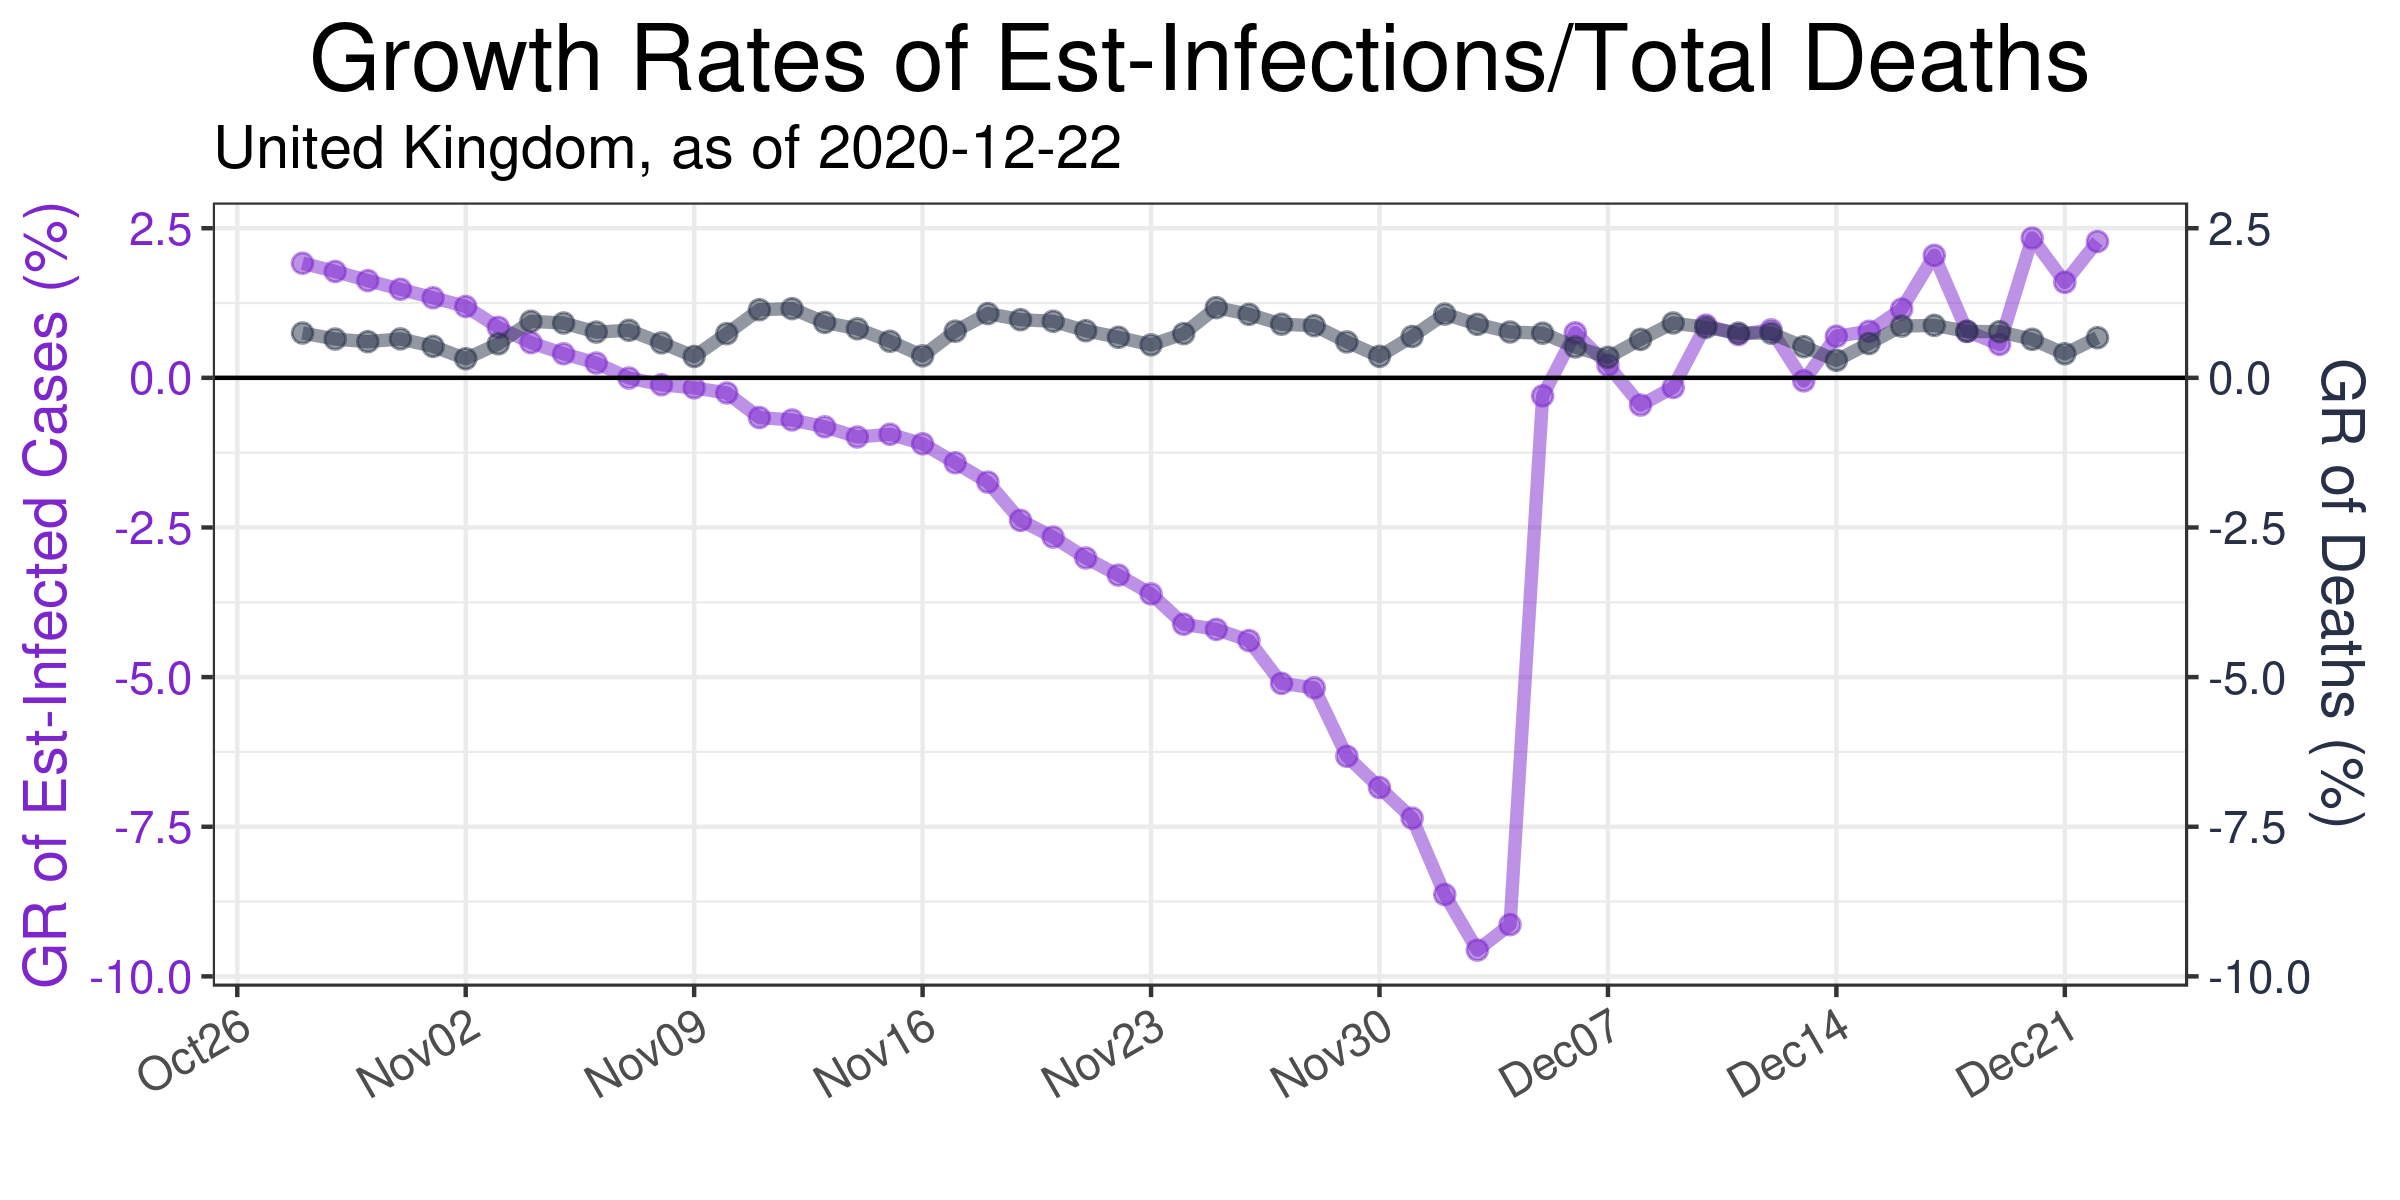 Growth Rates of Est-Infections/Total Deaths
United Kingdom, as of 2020-12-22
GR of Est-Infected Cases (%)
2.5
0.0
-2.5
-5.0
-7.5
-10.0
2.5
0.0
-2.5
-5.0
-7.5
-10.0
GR of Deaths (%)
Oct26 Nov02 Nov09 Nov16 Nov23 Nov30 Dec07 Dec14 Dec21